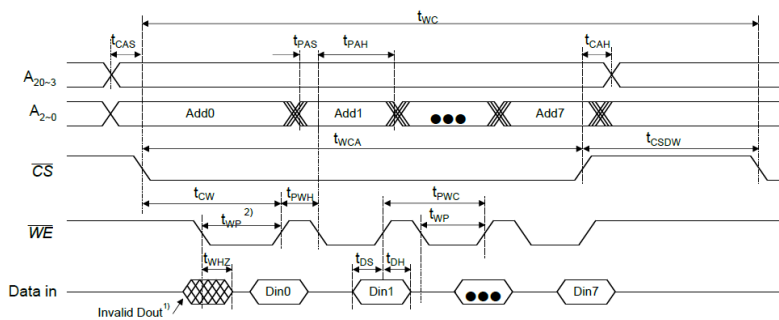 tWC
tCAS tPAS tPAH tCAH
A20~3
A2~0 Add0 Add1 ●●● Add7
tWCA tCSDW
CS
tCW tPWH tPWC
tWP 2) tWP
WE
tWHZ tDS tDH
Data in Din0 Din1 ●●● Din7
Invalid Dout1)